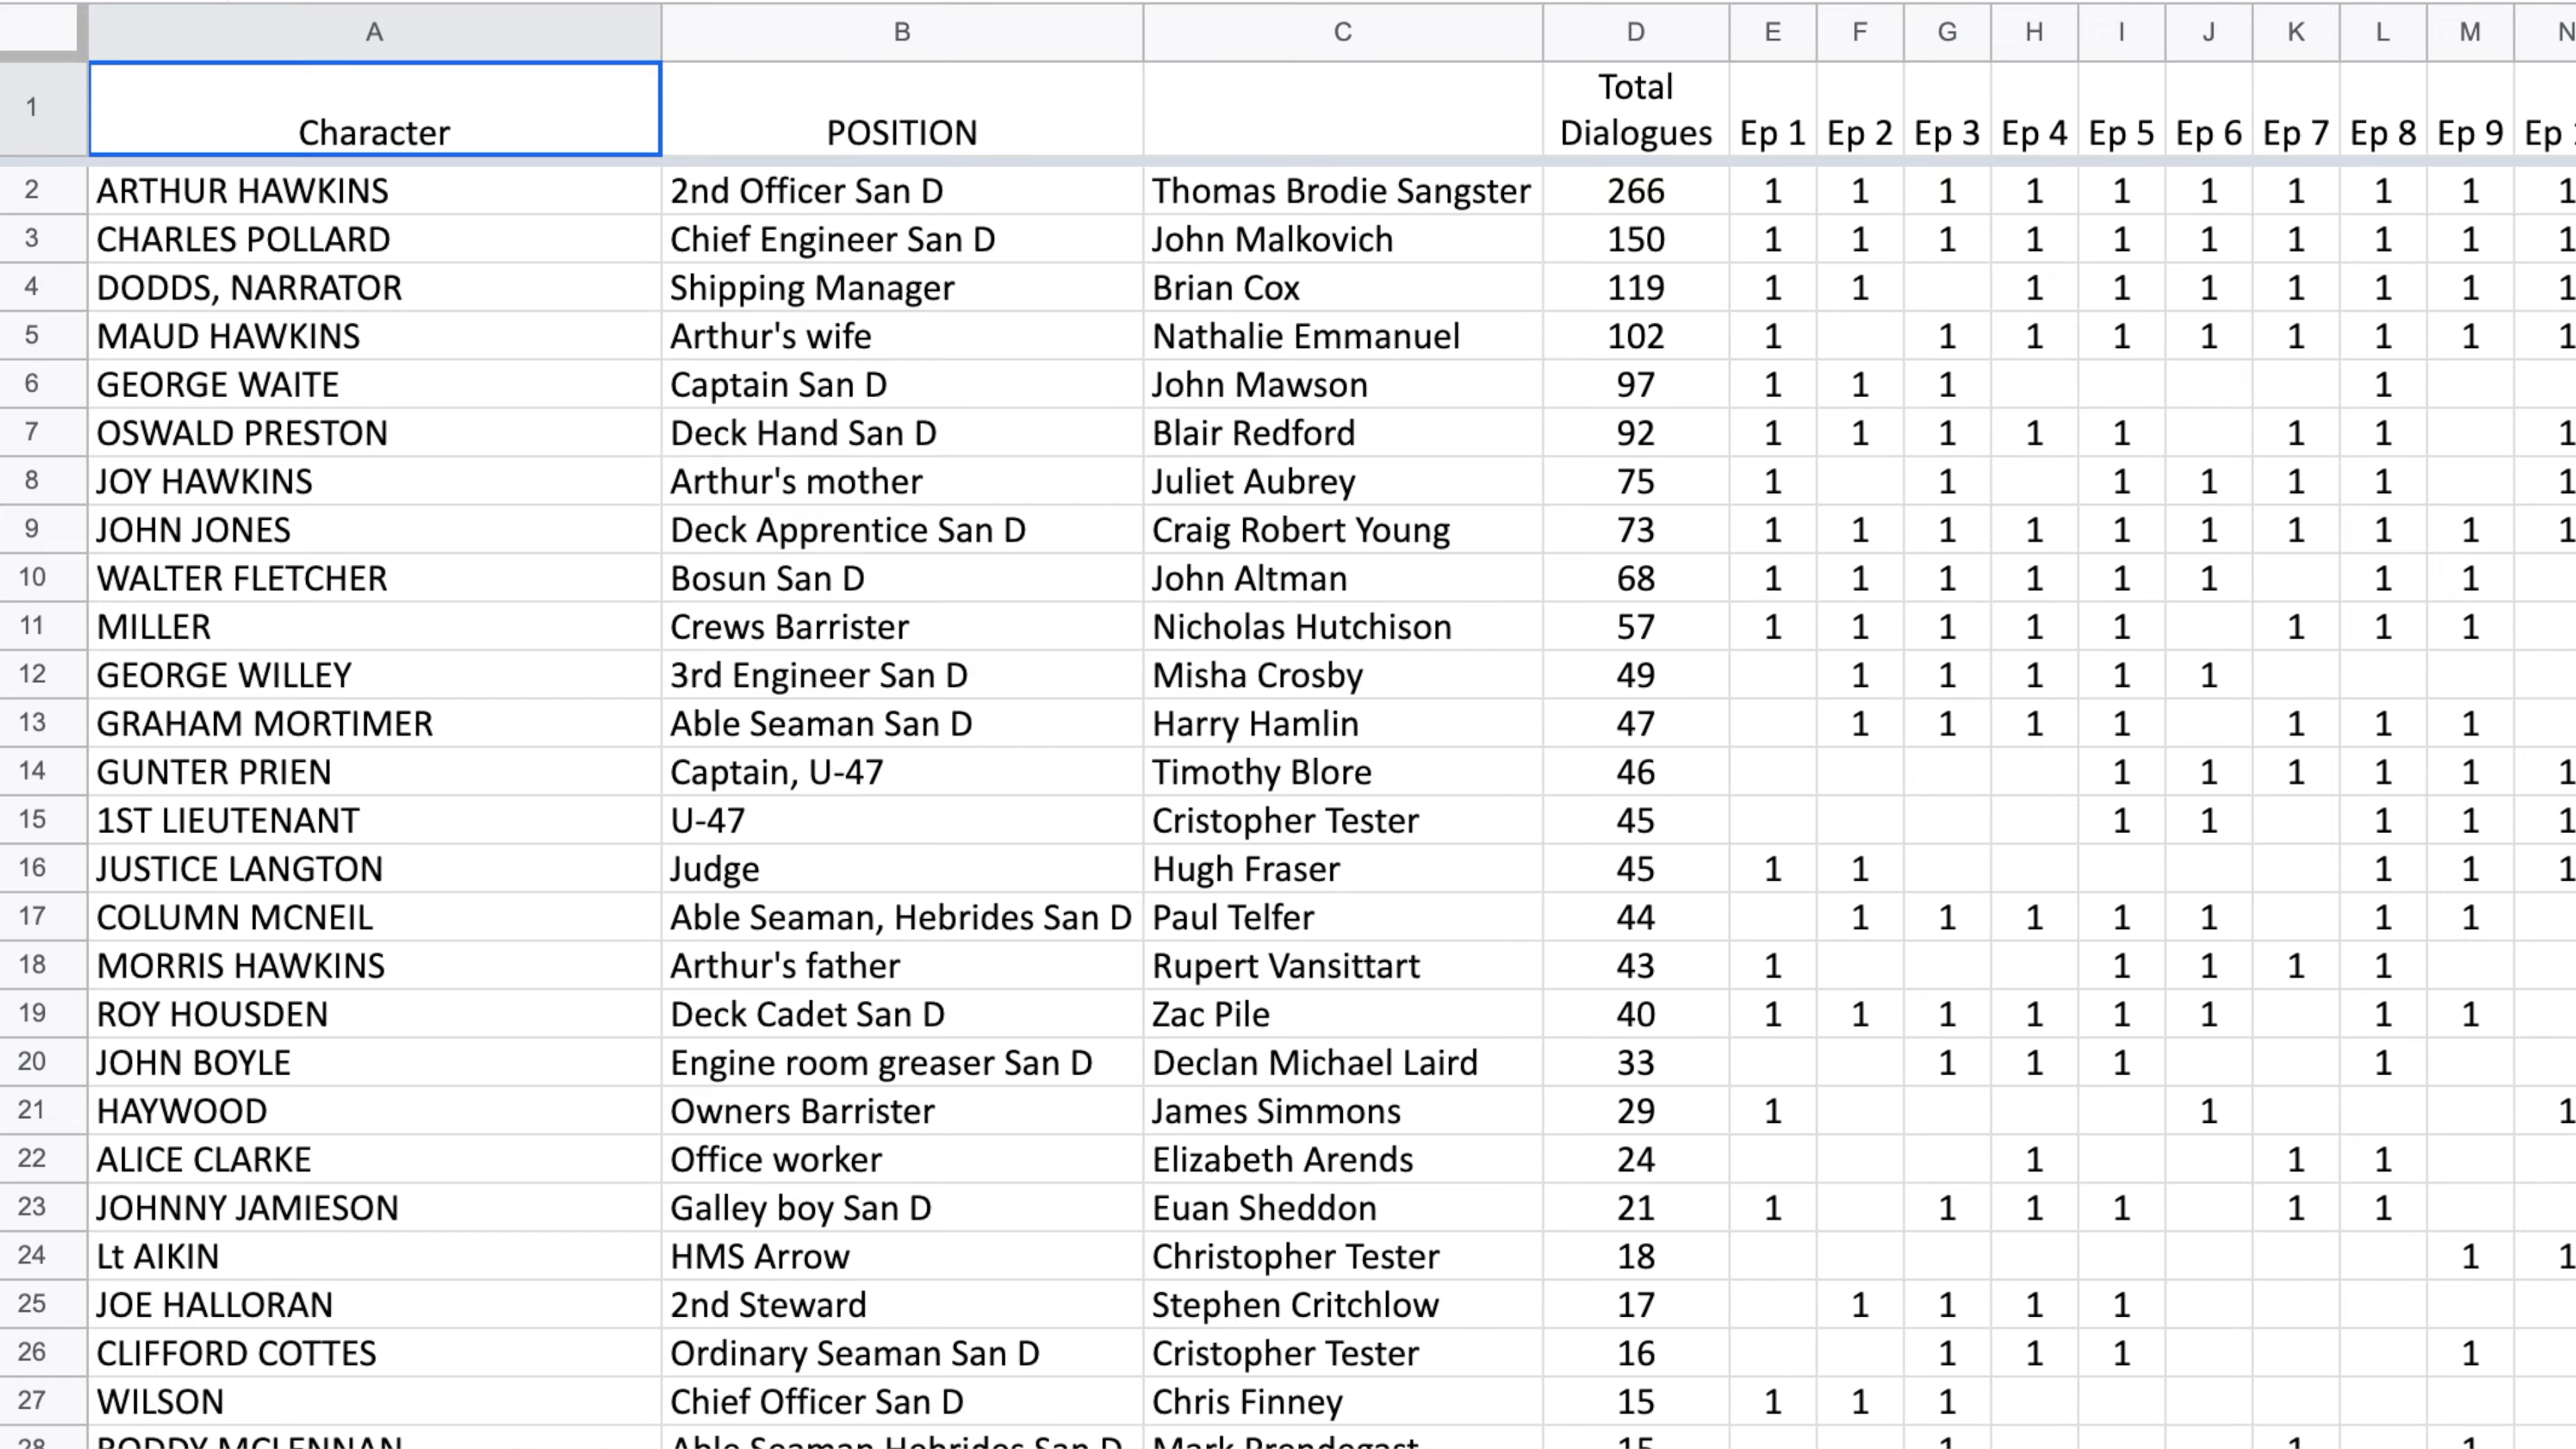 A B C D E F G H I J K L M N
1 Character POSITION Total Dialogues Ep 1 Ep 2 Ep 3 Ep 4 Ep 5 Ep 6 Ep 7 Ep 8 Ep 9 Ep
2 ARTHUR HAWKINS 2nd Officer San D Thomas Brodie Sangster 266 1 1 1 1 1 1 1 1 1 1
3 CHARLES POLLARD Chief Engineer San D John Malkovich 150 1 1 1 1 1 1 1 1 1 1
4 DODDS, NARRATOR Shipping Manager Brian Cox 119 1 1 1 1 1 1 1 1 1
5 MAUD HAWKINS Arthur's wife Nathalie Emmanuel 102 1 1 1 1 1 1 1 1 1
6 GEORGE WAITE Captain San D John Mawson 97 1 1 1 1
7 OSWALD PRESTON Deck Hand San D Blair Redford 92 1 1 1 1 1 1 1 1
8 JOY HAWKINS Arthur's mother Juliet Aubrey 75 1 1 1 1 1 1 1
9 JOHN JONES Deck Apprentice San D Craig Robert Young 73 1 1 1 1 1 1 1 1 1 1
10 WALTER FLETCHER Bosun San D John Altman 68 1 1 1 1 1 1 1 1
11 MILLER Crews Barrister Nicholas Hutchison 57 1 1 1 1 1 1 1 1
12 GEORGE WILLEY 3rd Engineer San D Misha Crosby 49 1 1 1 1 1
13 GRAHAM MORTIMER Able Seaman San D Harry Hamlin 47 1 1 1 1 1 1 1
14 GUNTER PRIEN Captain, U-47 Timothy Blore 46 1 1 1 1 1 1
15 1ST LIEUTENANT U-47 Cristopher Tester 45 1 1 1 1 1
16 JUSTICE LANGTON Judge Hugh Fraser 45 1 1 1 1 1
17 COLUMN MCNEIL Able Seaman, Hebrides San D Paul Telfer 44 1 1 1 1 1 1 1
18 MORRIS HAWKINS Arthur's father Rupert Vansittart 43 1 1 1 1 1
19 ROY HOUSDEN Deck Cadet San D Zac Pile 40 1 1 1 1 1 1 1 1
20 JOHN BOYLE Engine room greaser San D Declan Michael Laird 33 1 1 1 1
21 HAYWOOD Owners Barrister James Simmons 29 1 1 1
22 ALICE CLARKE Office worker Elizabeth Arends 24 1 1 1
23 JOHNNY JAMIESON Galley boy San D Euan Sheddon 21 1 1 1 1 1 1
24 Lt AIKIN HMS Arrow Christopher Tester 18 1 1
25 JOE HALLORAN 2nd Steward Stephen Critchlow 17 1 1 1 1
26 CLIFFORD COTTES Ordinary Seaman San D Cristopher Tester 16 1 1 1 1
27 WILSON Chief Officer San D Chris Finney 15 1 1 1
28 MCLENNAN Able Seaman Hebrides San D Mark 15 1 1 1